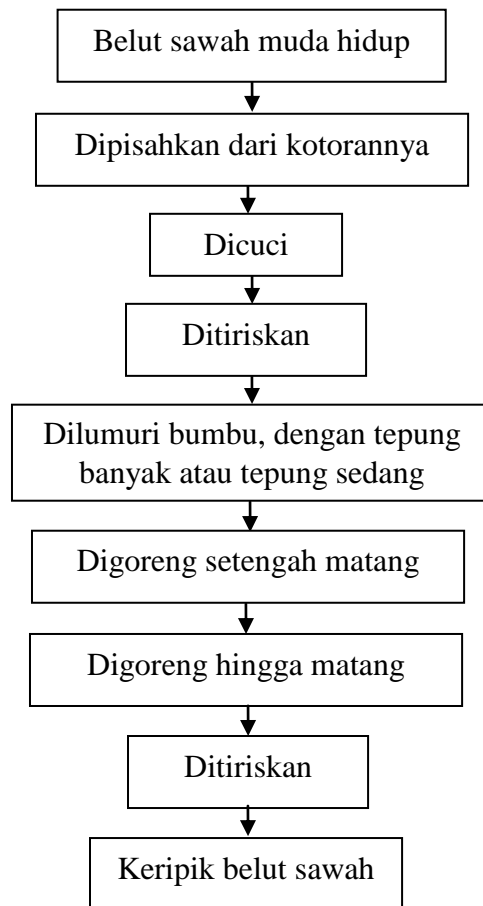 Belut sawah muda hidup
Dipisahkan dari kotorannya
Dicuci
Ditiriskan
Dilumuri bumbu, dengan tepung
banyak atau tepung sedang
Digoreng setengah matang
Digoreng hingga matang
Ditiriskan
Keripik belut sawah